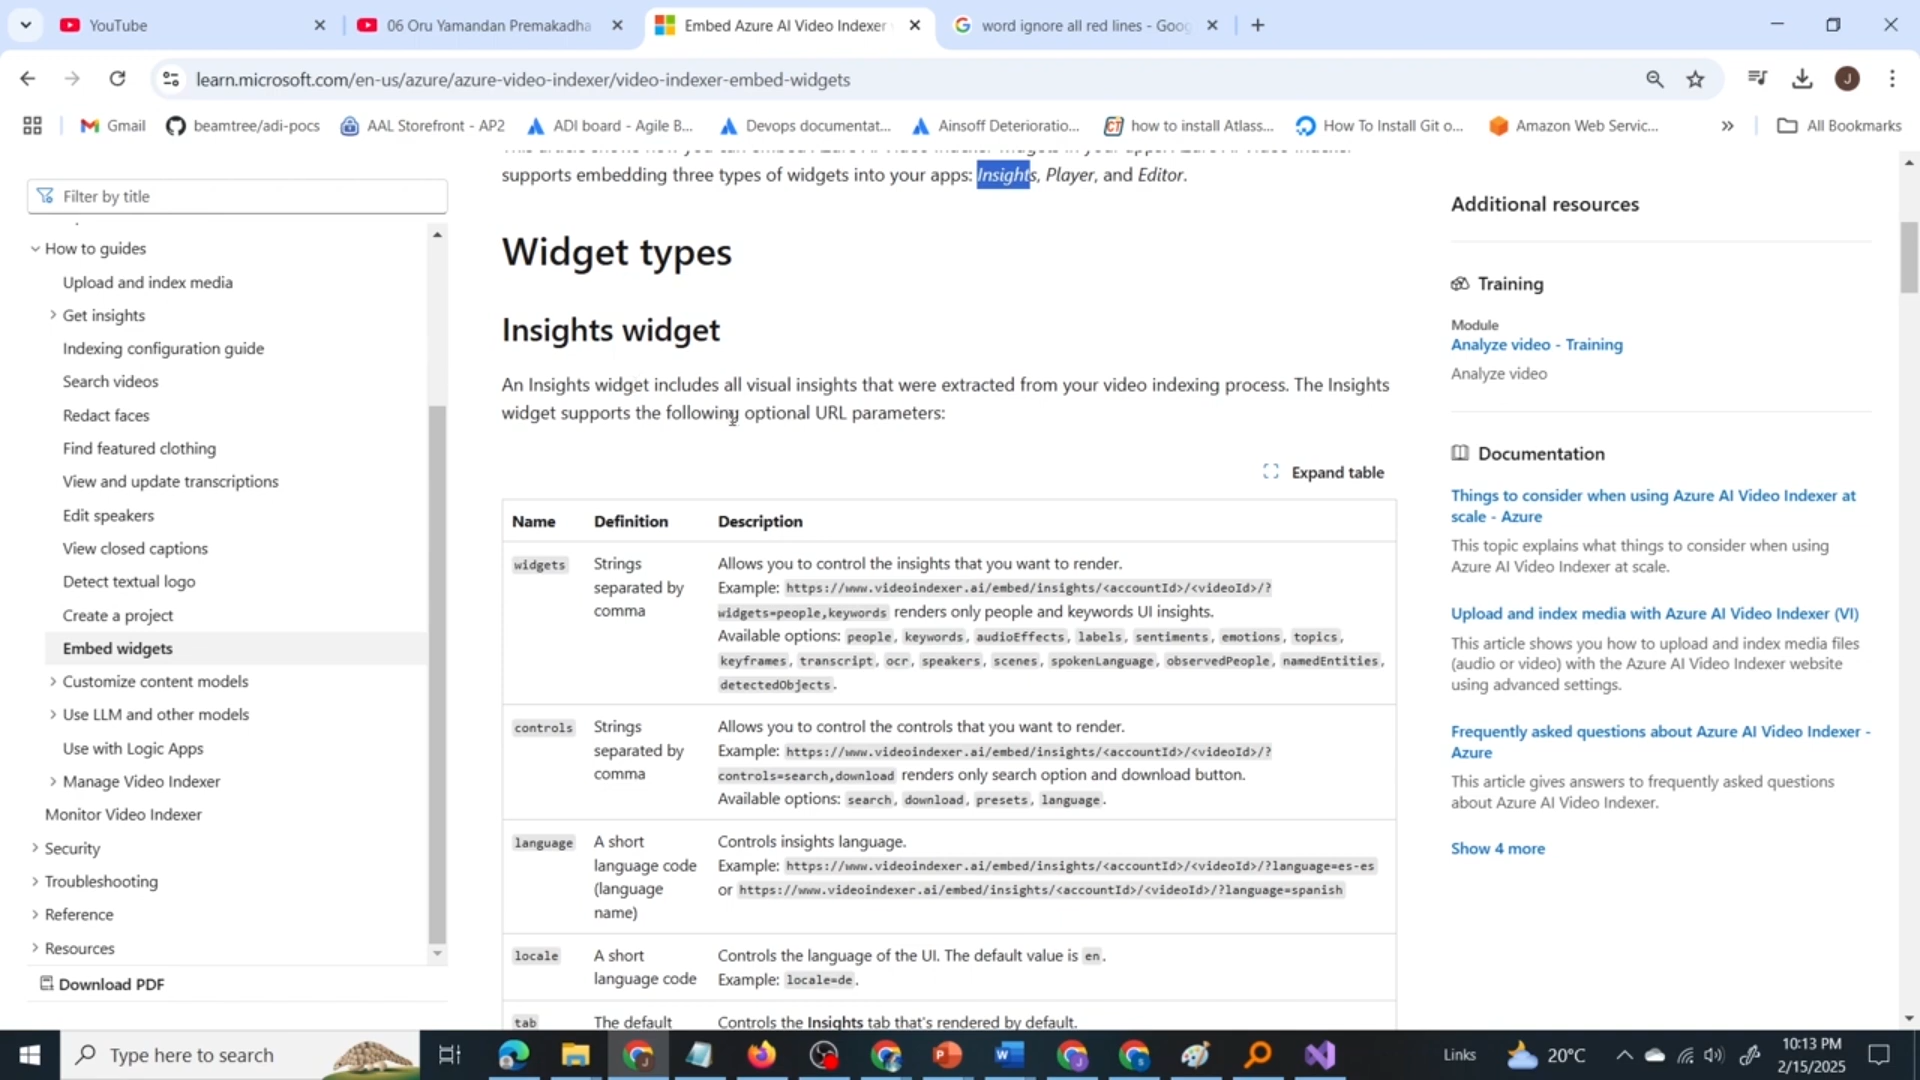 YouTube
06 Oru Yamandan Premakadha
Embed Azure AI Video Indexer
word ignore all red lines - Goog
learn.microsoft.com/en-us/azure/azure-video-indexer/video-indexer-embed-widgets
J
Gmail
beamtree/adi-pocs
AAL Storefront - AP2
ADI board - Agile B...
Devops documentat...
Ainsoff Deterioratio...
how to install Atlass...
How To Install Git o...
Amazon Web Servic...
All Bookmarks
Filter by title
How to guides
Upload and index media
Get insights
Indexing configuration guide
Search videos
Redact faces
Find featured clothing
View and update transcriptions
Edit speakers
View closed captions
Detect textual logo
Create a project
Embed widgets
Customize content models
Use LLM and other models
Use with Logic Apps
Manage Video Indexer
Monitor Video Indexer
Security
Troubleshooting
Reference
Resources
Download PDF
supports embedding three types of widgets into your apps: Insights, Player, and Editor.
Widget types
Insights widget
An Insights widget includes all visual insights that were extracted from your video indexing process. The Insights
widget supports the following optional URL parameters:
Expand table
Name Definition Description
widgets
Strings
separated by
comma
Allows you to control the insights that you want to render.
Example: https://www.videoindexer.ai/embed/insights/<accountId>/<videoId>/?
widgets=people,keywords renders only people and keywords UI insights.
Available options: people, keywords, audioEffects, labels, sentiments, emotions, topics,
keyframes, transcript, ocr, speakers, scenes, spokenLanguage, observedPeople, namedEntities,
detectedObjects.
controls
Strings
separated by
comma
Allows you to control the controls that you want to render.
Example: https://www.videoindexer.ai/embed/insights/<accountId>/<videoId>/?
controls=search,download renders only search option and download button.
Available options: search, download, presets, language.
language
A short
language code
(language
name)
Controls insights language.
Example: https://www.videoindexer.ai/embed/insights/<accountId>/<videoId>/?language=es-es
or https://www.videoindexer.ai/embed/insights/<accountId>/<videoId>/?language=spanish
locale
A short
language code
Controls the language of the UI. The default value is en.
Example: locale=de.
tab
The default
Controls the Insights tab that's rendered by default.
Additional resources
Training
Module
Analyze video - Training
Analyze video
Documentation
Things to consider when using Azure AI Video Indexer at
scale - Azure
This topic explains what things to consider when using
Azure AI Video Indexer at scale.
Upload and index media with Azure AI Video Indexer (VI)
This article shows you how to upload and index media files
(audio or video) with the Azure AI Video Indexer website
using advanced settings.
Frequently asked questions about Azure AI Video Indexer -
Azure
This article gives answers to frequently asked questions
about Azure AI Video Indexer.
Show 4 more
Type here to search
Links
20°C
10:13 PM
2/15/2025